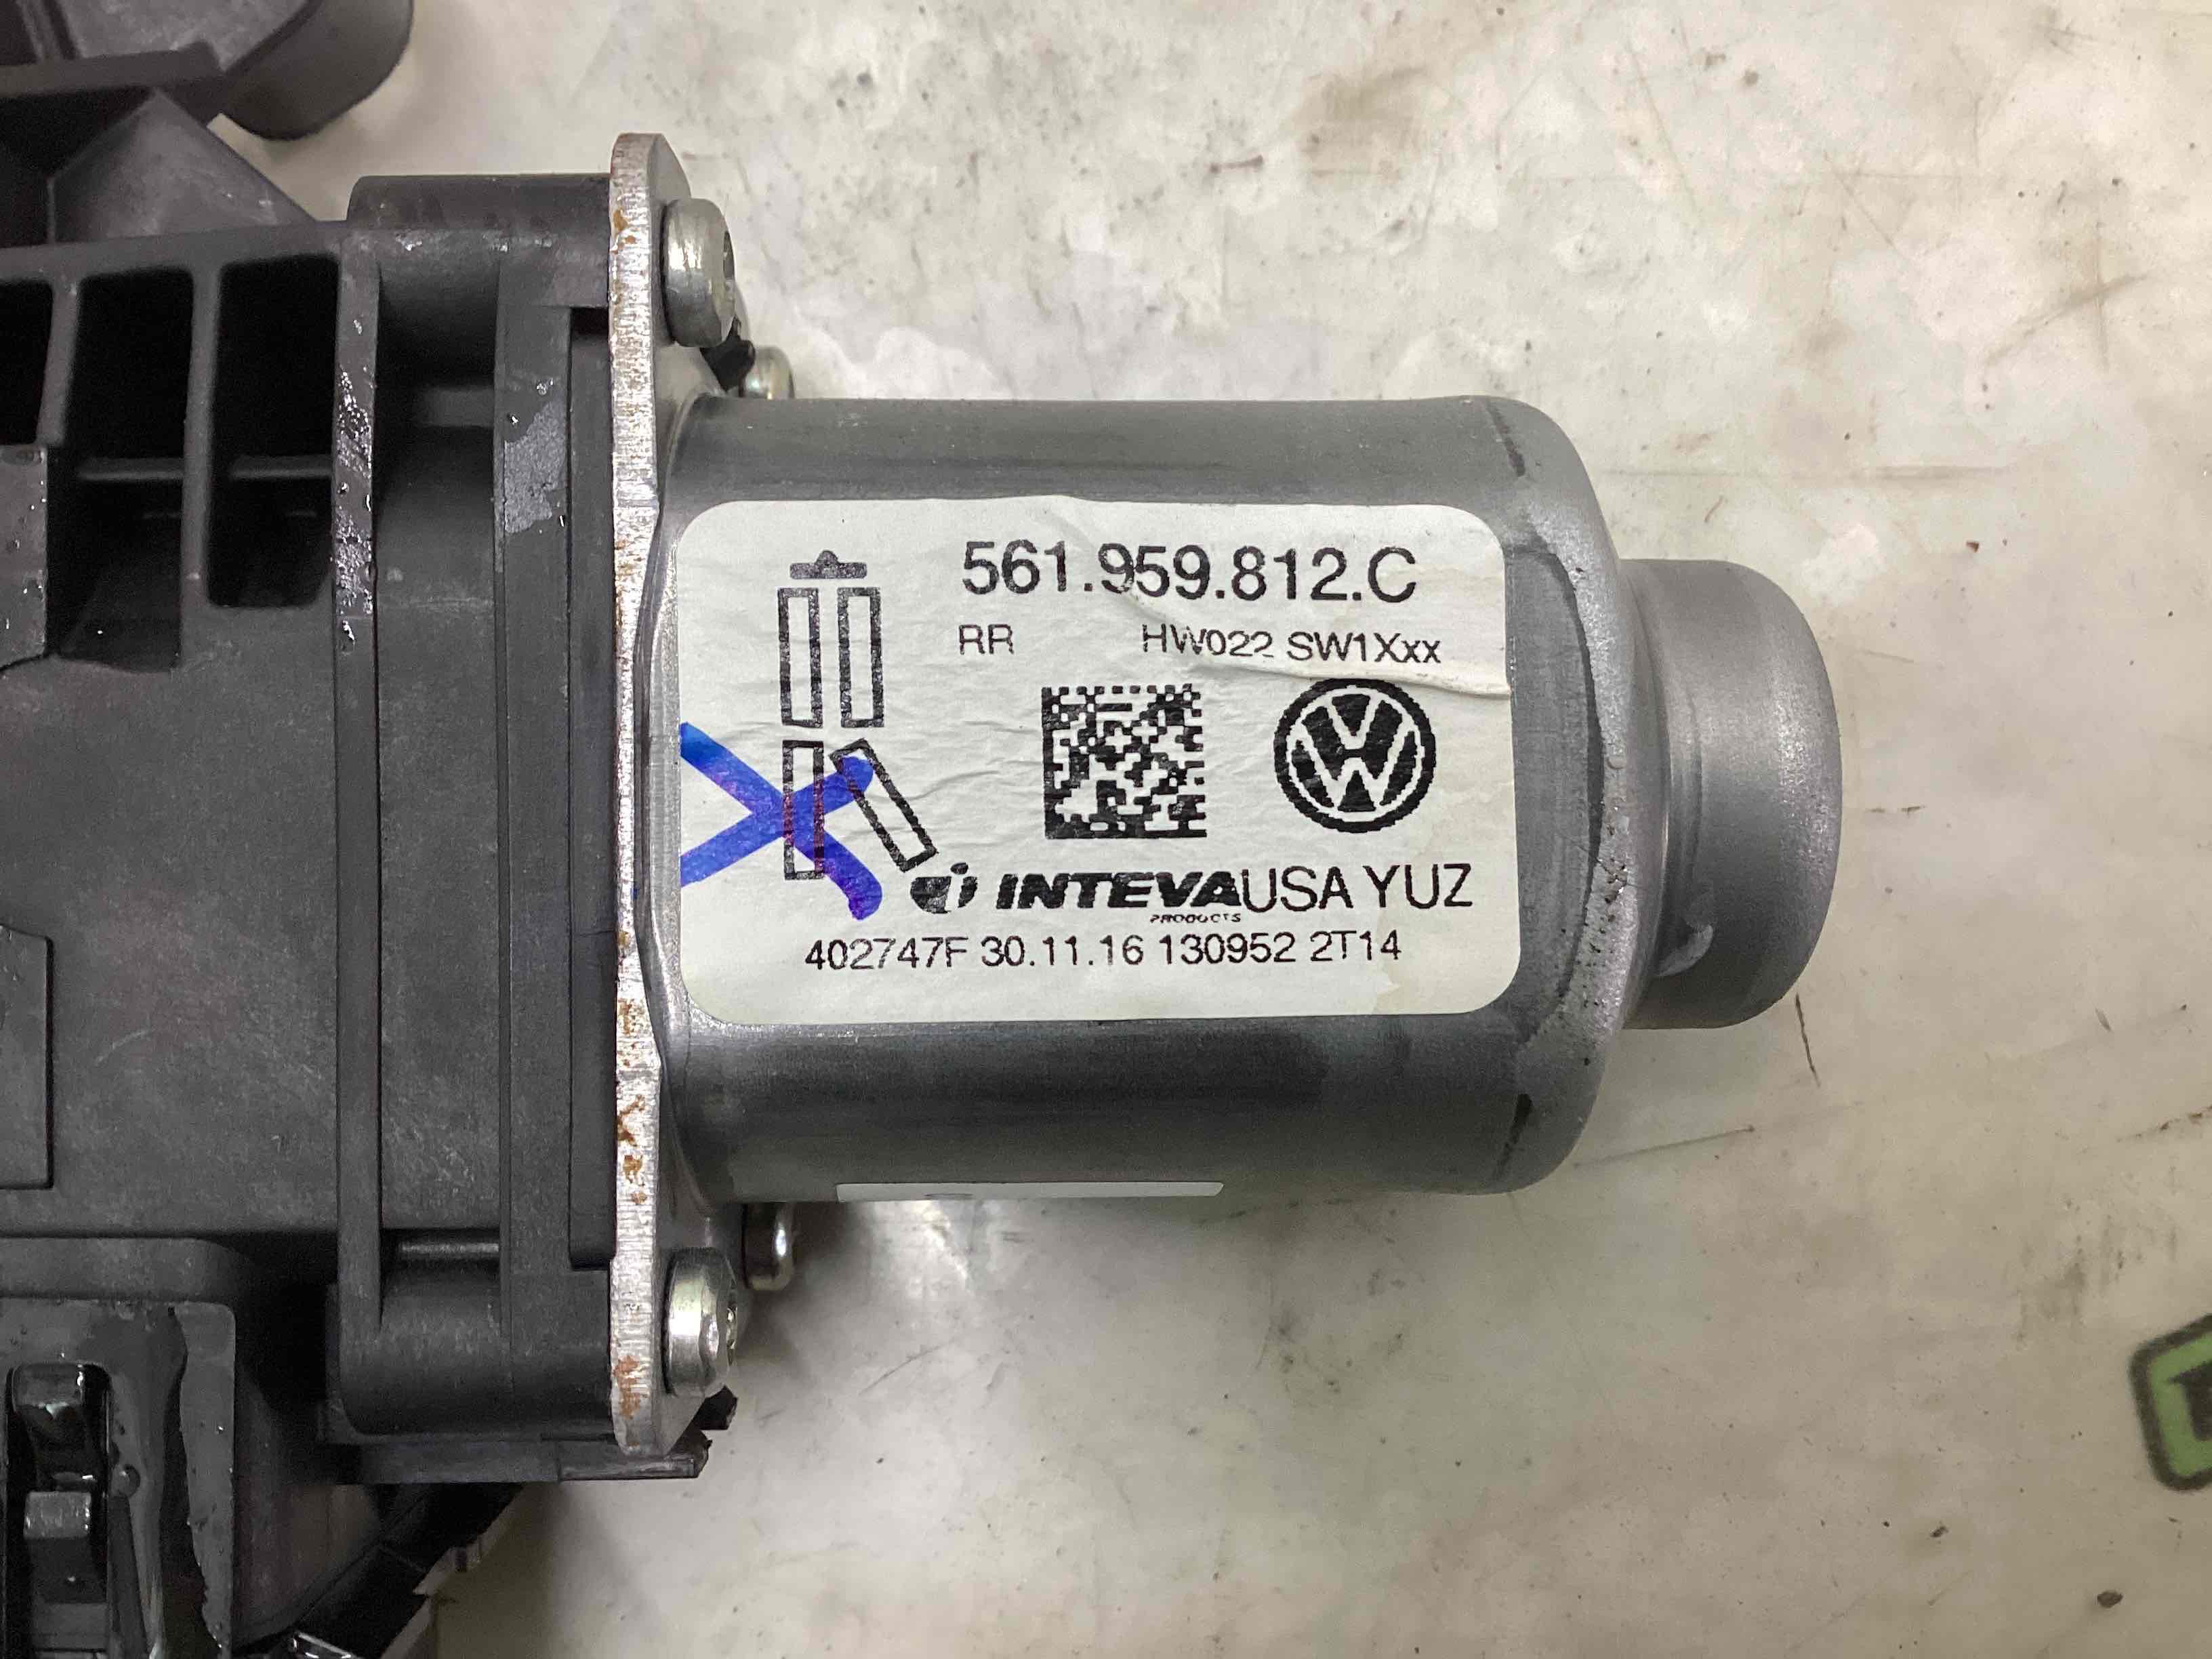 561.959.812.C
RR HW022 SW1Xxx
INTEVA USA YUZ
PRODUCTS
402747F 30.11.16 130952 2T14